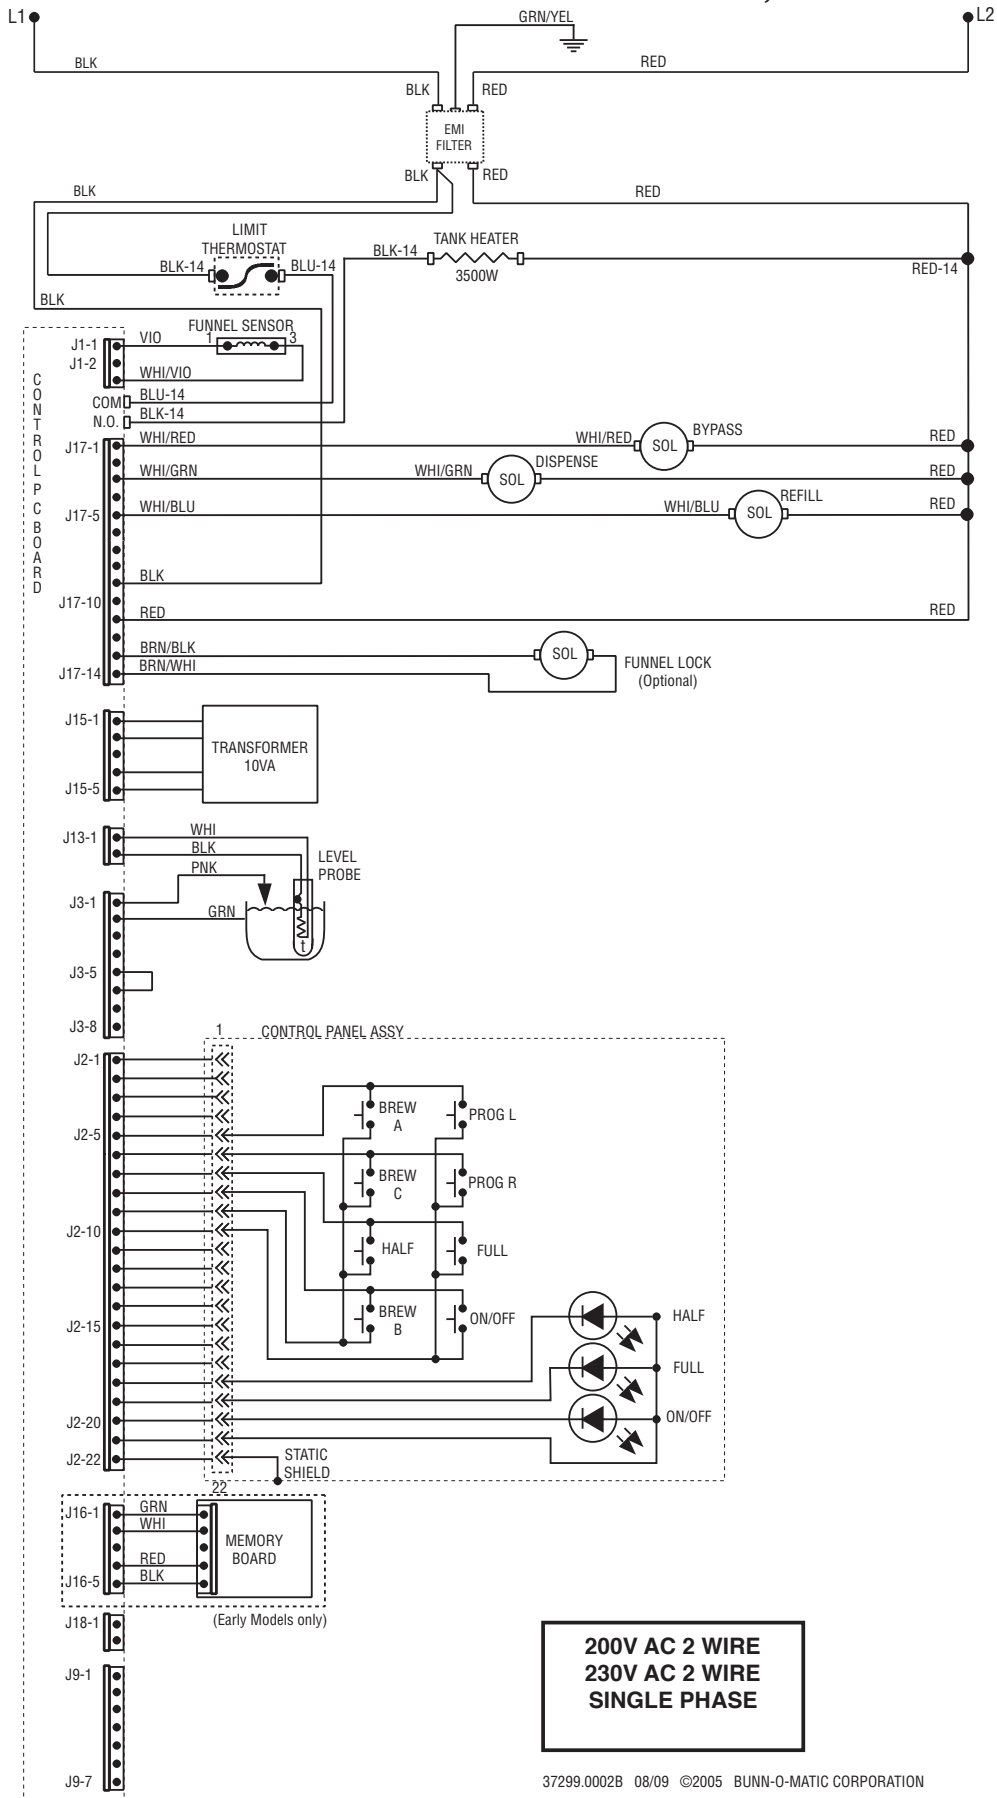 L1
GRN/YEL
L2
BLK
RED
BLK
RED
EMI
FILTER
BLK
RED
BLK
RED
LIMIT
THERMOSTAT
BLK-14
BLU-14
BLK-14
TANK HEATER
3500W
RED-14
BLK
FUNNEL SENSOR
1
3
J1-1
VIO
J1-2
WHI/VIO
COM
BLU-14
N.O.
BLK-14
CONTROL PC BOARD
J17-1
WHI/RED
WHI/RED
SOL
BYPASS
RED
WHI/GRN
WHI/GRN
SOL
DISPENSE
RED
J17-5
WHI/BLU
WHI/BLU
SOL
REFILL
RED
BLK
J17-10
RED
RED
BRN/BLK
SOL
FUNNEL LOCK
(Optional)
J17-14
BRN/WHI
J15-1
TRANSFORMER
10VA
J15-5
J13-1
WHI
BLK
LEVEL
PROBE
PNK
J3-1
GRN
t
J3-5
J3-8
1
CONTROL PANEL ASSY
J2-1
BREW
A
PROG L
J2-5
BREW
C
PROG R
J2-10
HALF
FULL
BREW
B
ON/OFF
HALF
J2-15
FULL
J2-20
ON/OFF
J2-22
STATIC
SHIELD
22
J16-1
GRN
WHI
MEMORY
BOARD
RED
J16-5
BLK
(Early Models only)
J18-1
J9-1
J9-7
200V AC 2 WIRE
230V AC 2 WIRE
SINGLE PHASE
37299.0002B 08/09 ©2005 BUNN-O-MATIC CORPORATION